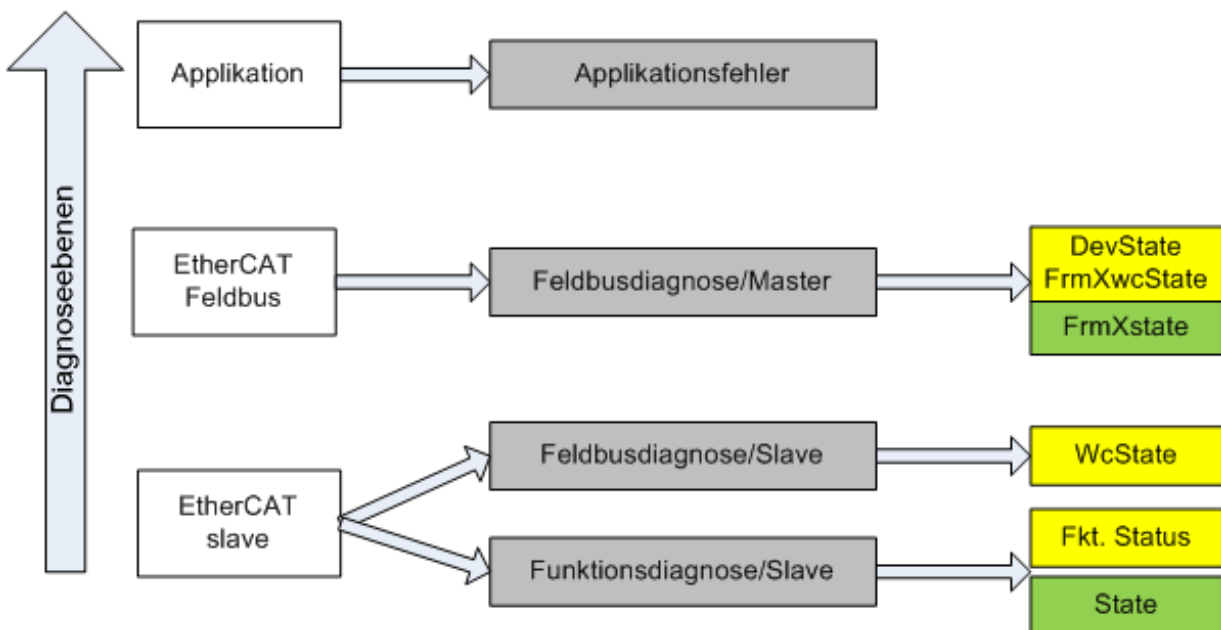 Diagnoseebenen
Applikation
Applikationsfehler
EtherCAT
Feldbus
Feldbusdiagnose/Master
DevState
FrmXwcState
FrmXstate
EtherCAT
slave
Feldbusdiagnose/Slave
WcState
Funktionsdiagnose/Slave
Fkt. Status
State